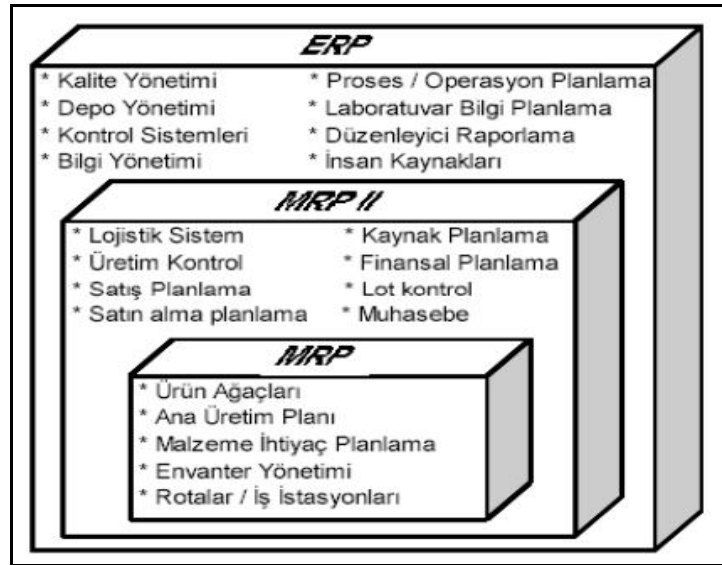 ERP
* Kalite Yönetimi * Proses / Operasyon Planlama
* Depo Yönetimi * Laboratuvar Bilgi Planlama
* Kontrol Sistemleri * Düzenleyici Raporlama
* Bilgi Yönetimi * İnsan Kaynakları
MRP II
* Lojistik Sistem * Kaynak Planlama
* Üretim Kontrol * Finansal Planlama
* Satış Planlama * Lot kontrol
* Satın alma planlama * Muhasebe
MRP
* Ürün Ağaçları
* Ana Üretim Planı
* Malzeme İhtiyaç Planlama
* Envanter Yönetimi
* Rotalar / İş İstasyonları